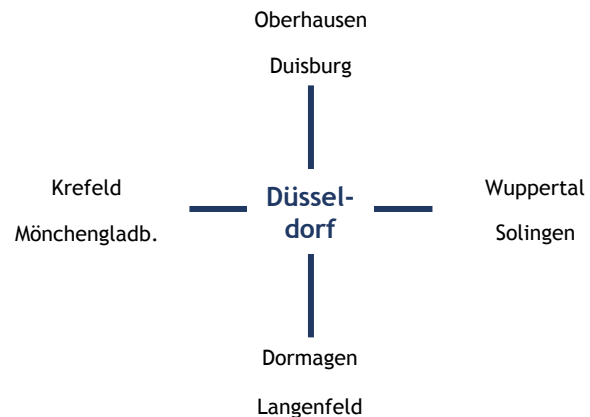 Oberhausen
Duisburg
Krefeld
Mönchengladb.
Düssel-
dorf
Wuppertal
Solingen
Dormagen
Langenfeld